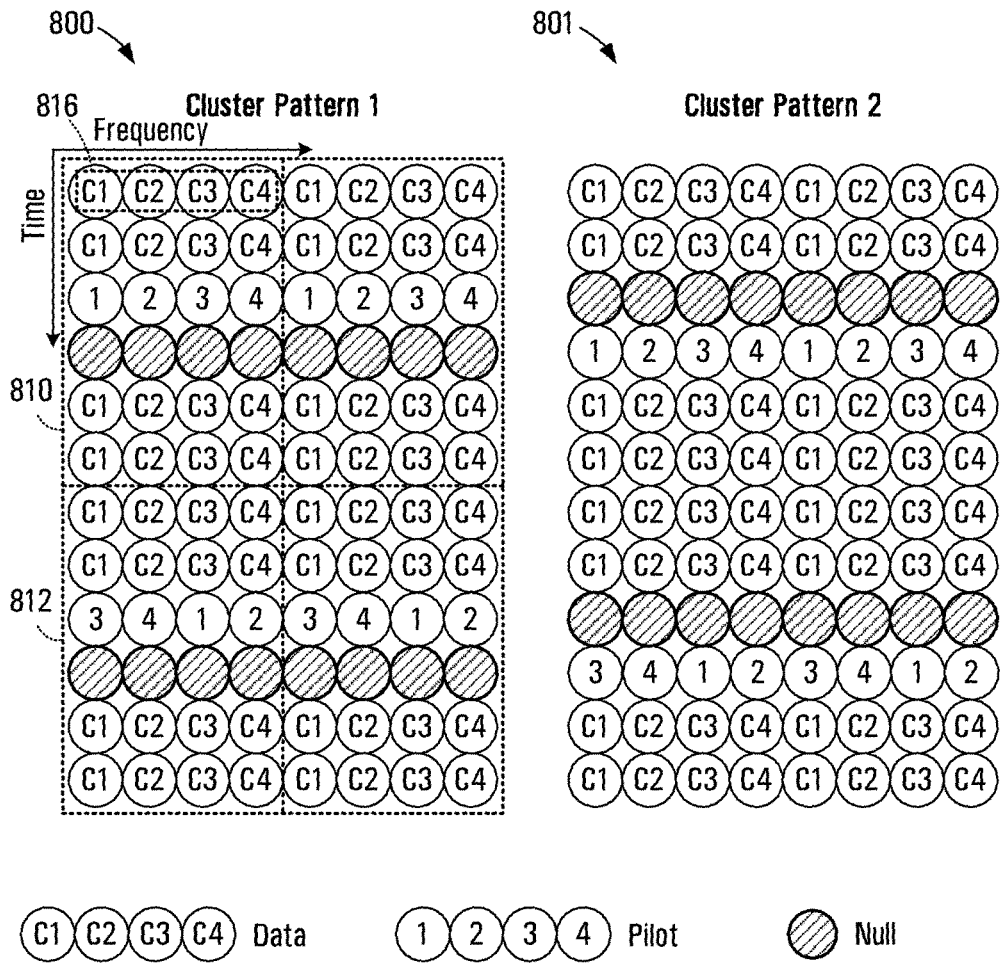 800 801
816 Cluster Pattern 1 Cluster Pattern 2
Frequency
Time
C1 C2 C3 C4 C1 C2 C3 C4 C1 C2 C3 C4 C1 C2 C3 C4
C1 C2 C3 C4 C1 C2 C3 C4 C1 C2 C3 C4 C1 C2 C3 C4
1 2 3 4 1 2 3 4
1 2 3 4 1 2 3 4
810 C1 C2 C3 C4 C1 C2 C3 C4 C1 C2 C3 C4 C1 C2 C3 C4
C1 C2 C3 C4 C1 C2 C3 C4 C1 C2 C3 C4 C1 C2 C3 C4
C1 C2 C3 C4 C1 C2 C3 C4 C1 C2 C3 C4 C1 C2 C3 C4
C1 C2 C3 C4 C1 C2 C3 C4 C1 C2 C3 C4 C1 C2 C3 C4
812 3 4 1 2 3 4 1 2
3 4 1 2 3 4 1 2
C1 C2 C3 C4 C1 C2 C3 C4 C1 C2 C3 C4 C1 C2 C3 C4
C1 C2 C3 C4 C1 C2 C3 C4 C1 C2 C3 C4 C1 C2 C3 C4
C1 C2 C3 C4 Data 1 2 3 4 Pilot Null